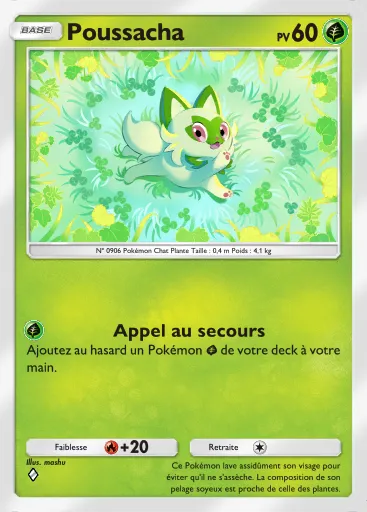 BASE
Poussacha
PV 60
N° 0906 Pokémon Chat Plante Taille : 0,4 m Poids : 4,1 kg
Appel au secours
Ajoutez au hasard un Pokémon de votre deck à votre
main.
Faiblesse +20
Retraite
Illus. mashu
Ce Pokémon lave assidûment son visage pour
éviter qu'il ne s'assèche. La composition de son
pelage soyeux est proche de celle des plantes.